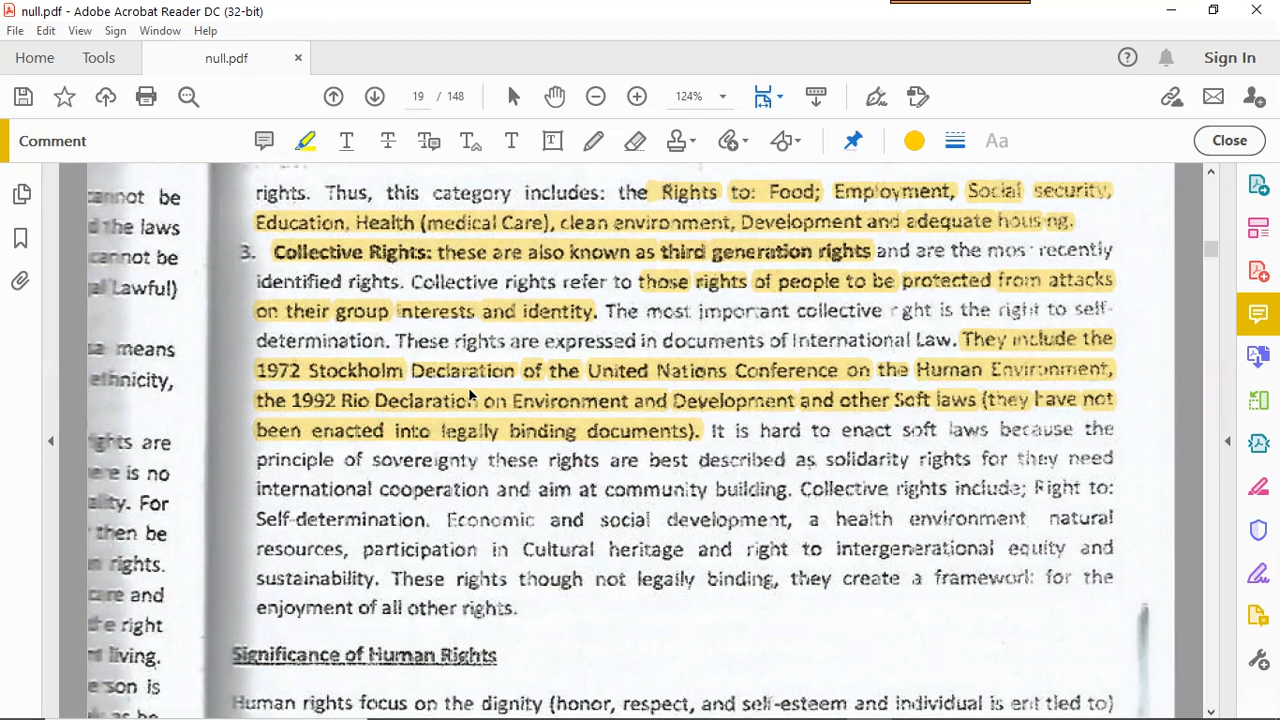 null.pdf - Adobe Acrobat Reader DC (32-bit)
File Edit View Sign Window Help
Home Tools null.pdf Sign In
19 / 148 124%
Comment Close
rights. Thus, this category includes: the Rights to: Food; Employment, Social security,
cannot be
Education, Health (medical Care), clean environment, Development and adequate housing.
the laws
3. Collective Rights: these are also known as third generation rights and are the most recently
cannot be
identified rights. Collective rights refer to those rights of people to be protected from attacks
Lawful)
on their group interests and identity. The most important collective right is the right to self-
determination. These rights are expressed in documents of International Law. They include the
means
1972 Stockholm Declaration of the United Nations Conference on the Human Environment,
ethnicity,
the 1992 Rio Declaration on Environment and Development and other Soft laws (they have not
been enacted into legally binding documents). It is hard to enact soft laws because the
ghts are
principle of sovereignty these rights are best described as solidarity rights for they need
ere is no
international cooperation and aim at community building. Collective rights include; Right to:
ality. For
Self-determination. Economic and social development, a health environment natural
then be
resources, participation in Cultural heritage and right to intergenerational equity and
rights.
sustainability. These rights though not legally binding, they create a framework for the
care and
enjoyment of all other rights.
the right
Significance of Human Rights
living.
erson is
Human rights focus on the dignity (honor, respect, and self-esteem and individual is entitled to)